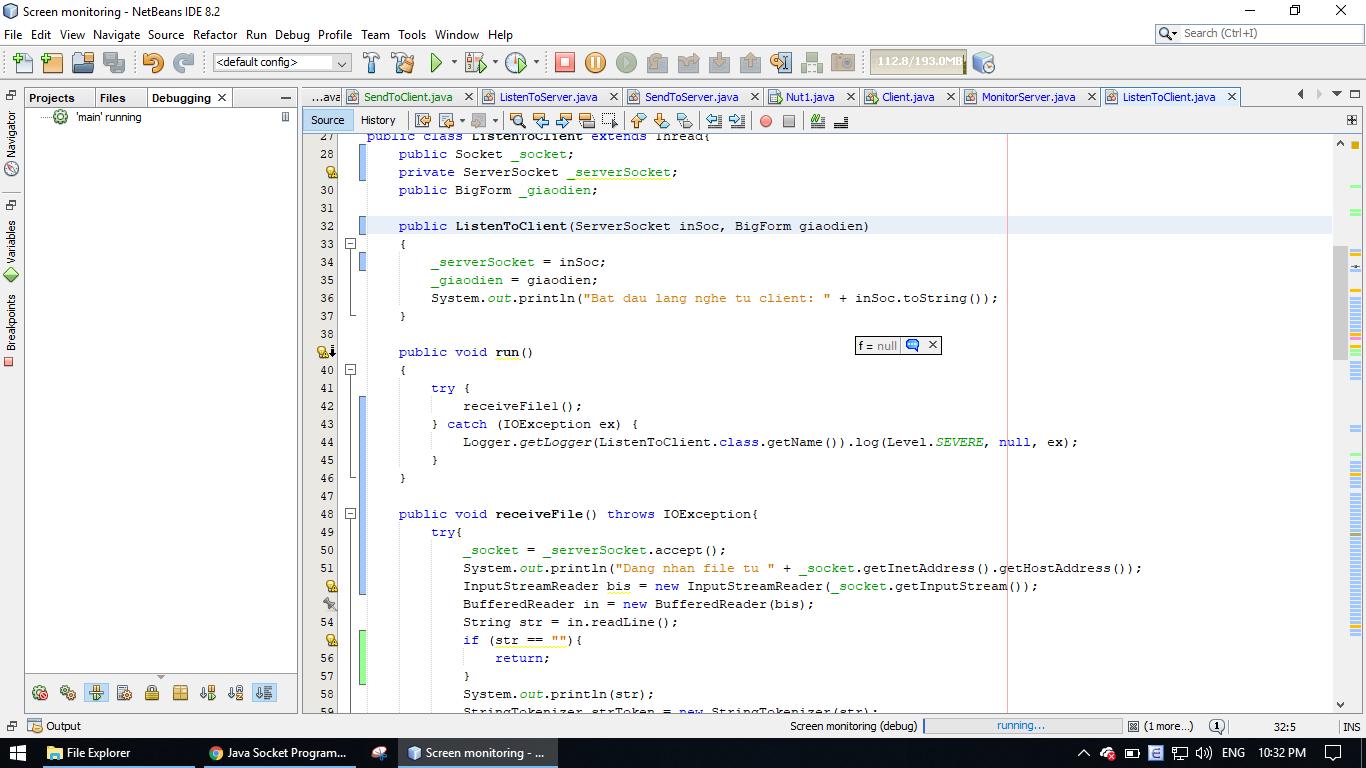 Screen monitoring - NetBeans IDE 8.2
File Edit View Navigate Source Refactor Run Debug Profile Team Tools Window Help
Search (Ctrl+I)
<default config>
112.8/193.0MB
Projects Files Debugging
...ava SendToClient.java ListenToServer.java SendToServer.java Nut1.java Client.java MonitorServer.java ListenToClient.java
'main' running
Source History
Navigator
Variables
Breakpoints
27 public class ListenToClient extends Thread{
28 public Socket _socket;
private ServerSocket _serverSocket;
30 public BigForm _giaodien;
31
32 public ListenToClient(ServerSocket inSoc, BigForm giaodien)
33 {
34 _serverSocket = inSoc;
35 _giaodien = giaodien;
36 System.out.println("Bat dau lang nghe tu client: " + inSoc.toString());
37 }
38
f = null
public void run()
40 {
41 try {
42 receiveFile1();
43 } catch (IOException ex) {
44 Logger.getLogger(ListenToClient.class.getName()).log(Level.SEVERE, null, ex);
45 }
46 }
47
48 public void receiveFile() throws IOException{
49 try{
50 _socket = _serverSocket.accept();
51 System.out.println("Dang nhan file tu " + _socket.getInetAddress().getHostAddress());
InputStreamReader bis = new InputStreamReader(_socket.getInputStream());
BufferedReader in = new BufferedReader(bis);
54 String str = in.readLine();
if (str == ""){
56 return;
57 }
58 System.out.println(str);
59 StringTokenizer strToken = new StringTokenizer(str);
Output
Screen monitoring (debug) running... (1 more...) 1 32:5 INS
File Explorer Java Socket Program... Screen monitoring - ... ENG 10:32 PM